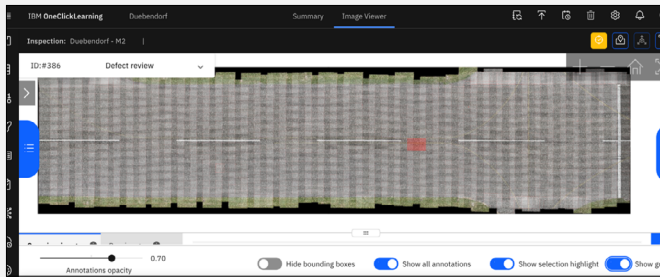 IBM OneClickLearning Duebendorf Summary Image Viewer
Inspection: Duebendorf - M2 |
ID:#386 Defect review
0.70
Annotations opacity
Hide bounding boxes
Show all annotations
Show selection highlight
Show